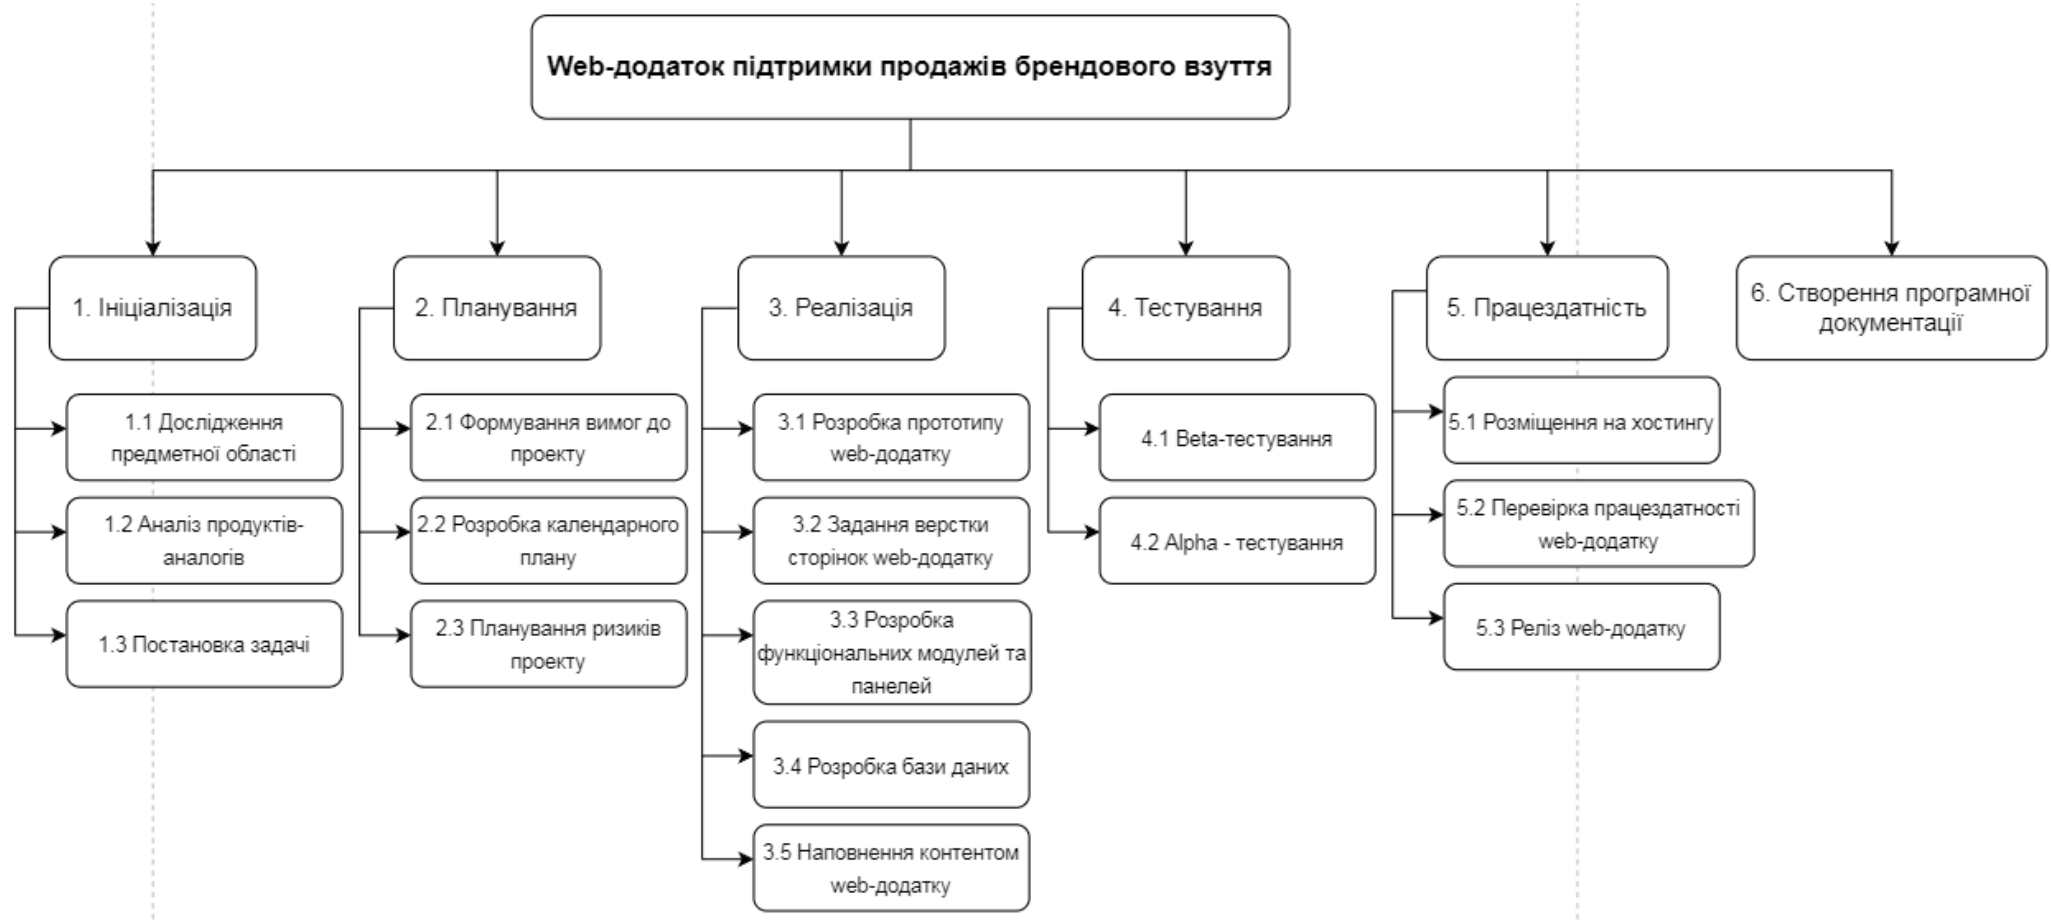 Web-додаток підтримки продажів брендового взуття
1. Ініціалізація
1.1 Дослідження
предметної області
1.2 Аналіз продуктів-
аналогів
1.3 Постановка задачі
2. Планування
2.1 Формування вимог до
проекту
2.2 Розробка календарного
плану
2.3 Планування ризиків
проекту
3. Реалізація
3.1 Розробка прототипу
web-додатку
3.2 Задання верстки
сторінок web-додатку
3.3 Розробка
функціональних модулей та
панелей
3.4 Розробка бази даних
3.5 Наповнення контентом
web-додатку
4. Тестування
4.1 Beta-тестування
4.2 Alpha - тестування
5. Працездатність
5.1 Розміщення на хостингу
5.2 Перевірка працездатності
web-додатку
5.3 Реліз web-додатку
6. Створення програмної
документації